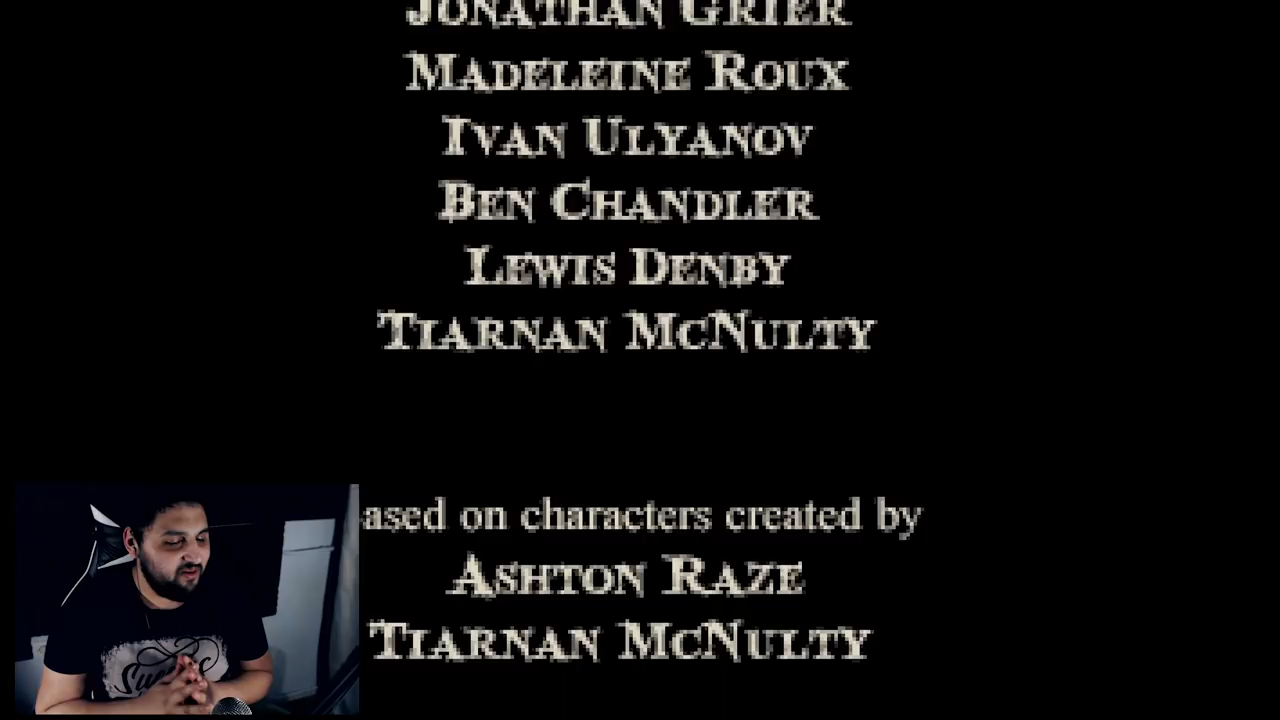 JONATHAN GRIER
MADELEINE ROUX
IVAN ULYANOV
BEN CHANDLER
LEWIS DENBY
TIARNAN MCNULTY
ased on characters created by
ASHTON RAZE
TIARNAN MCNULTY